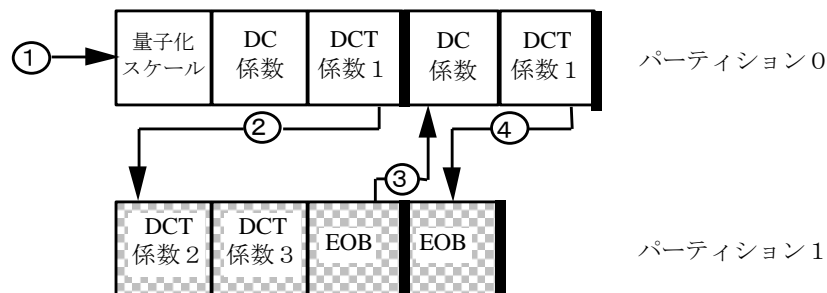 ①
量子化
スケール
DC
係数
DCT
係数１
DC
係数
DCT
係数１
パーティション０
②
④
③
DCT
係数２
DCT
係数３
EOB
EOB
パーティション１